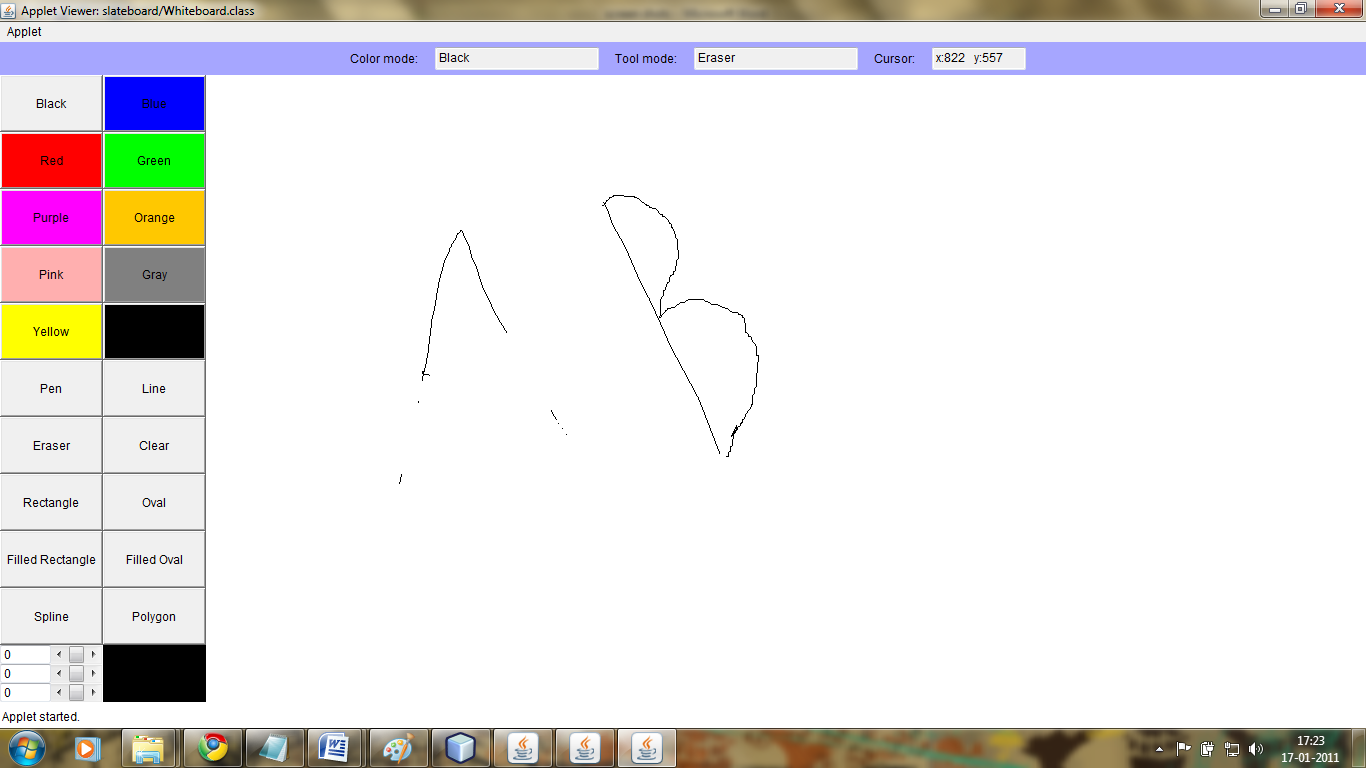 Applet Viewer: slateboard/Whiteboard.class
Applet
Color mode: Black Tool mode: Eraser Cursor: x:822 y:557
Black Blue
Red Green
Purple Orange
Pink Gray
Yellow
Pen Line
Eraser Clear
Rectangle Oval
Filled Rectangle Filled Oval
Spline Polygon
0
0
0
A B
Applet started.
17:23
17-01-2011